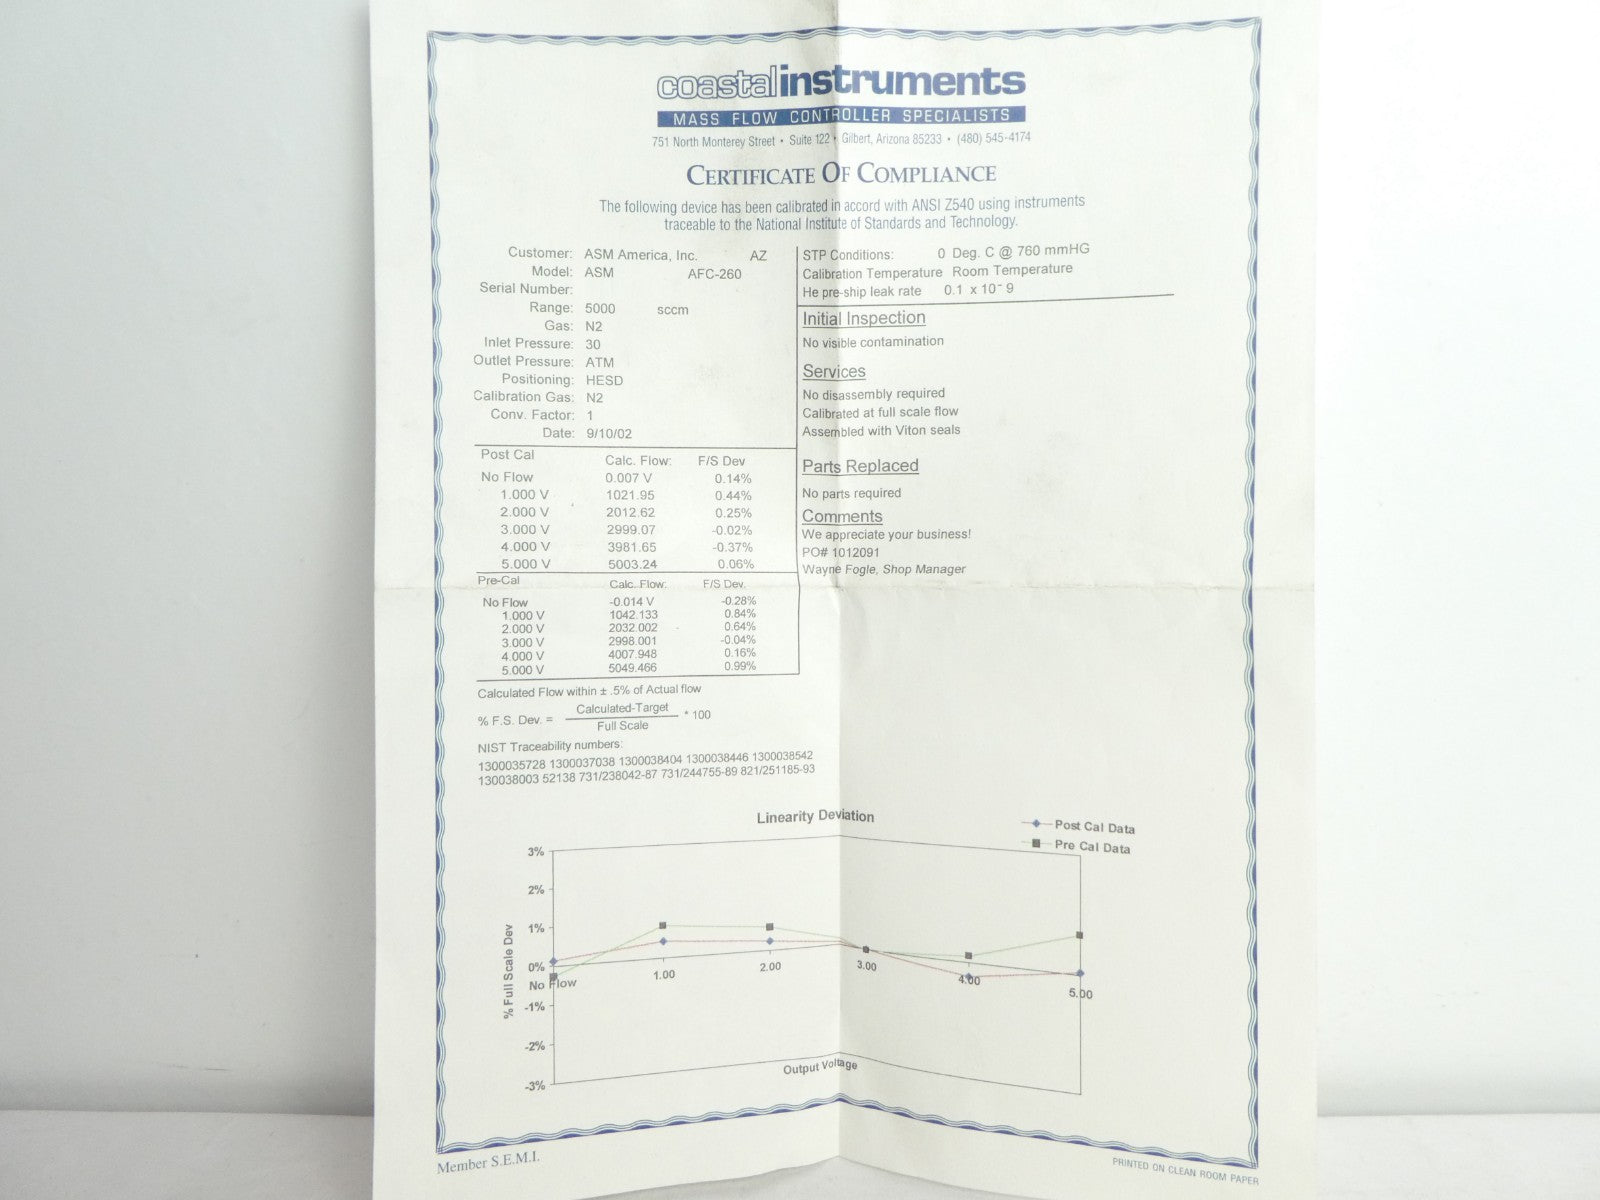 coastalinstruments
MASS FLOW CONTROLLER SPECIALISTS
751 North Monterey Street • Suite 122 • Gilbert, Arizona 85233 • (480) 545-4174
CERTIFICATE OF COMPLIANCE
The following device has been calibrated in accord with ANSI Z540 using instruments
traceable to the National Institute of Standards and Technology.
Customer: ASM America, Inc. AZ
Model: ASM AFC-260
Serial Number:
Range: 5000 sccm
Gas: N2
Inlet Pressure: 30
Outlet Pressure: ATM
Positioning: HESD
Calibration Gas: N2
Conv. Factor: 1
Date: 9/10/02
STP Conditions: 0 Deg. C @ 760 mmHG
Calibration Temperature Room Temperature
He pre-ship leak rate 0.1 x 10⁻ 9
Initial Inspection
No visible contamination
Services
No disassembly required
Calibrated at full scale flow
Assembled with Viton seals
Parts Replaced
No parts required
Comments
We appreciate your business!
PO# 1012091
Wayne Fogle, Shop Manager
Post Cal Calc. Flow: F/S Dev
No Flow 0.007 V 0.14%
1.000 V 1021.95 0.44%
2.000 V 2012.62 0.25%
3.000 V 2999.07 -0.02%
4.000 V 3981.65 -0.37%
5.000 V 5003.24 0.06%
Pre-Cal Calc. Flow: F/S Dev.
No Flow -0.014 V -0.28%
1.000 V 1042.133 0.84%
2.000 V 2032.002 0.64%
3.000 V 2998.001 -0.04%
4.000 V 4007.948 0.16%
5.000 V 5049.466 0.99%
Calculated Flow within ± .5% of Actual flow
% F.S. Dev. = Calculated-Target * 100
Full Scale
NIST Traceability numbers:
1300035728 1300037038 1300038404 1300038446 1300038542
130038003 52138 731/238042-87 731/244755-89 821/251185-93
Linearity Deviation
Post Cal Data
Pre Cal Data
3%
2%
1%
0%
-1%
-2%
-3%
% Full Scale Dev
No Flow
1.00
2.00
3.00
4.00
5.00
Output Voltage
Member S.E.M.I.
PRINTED ON CLEAN ROOM PAPER